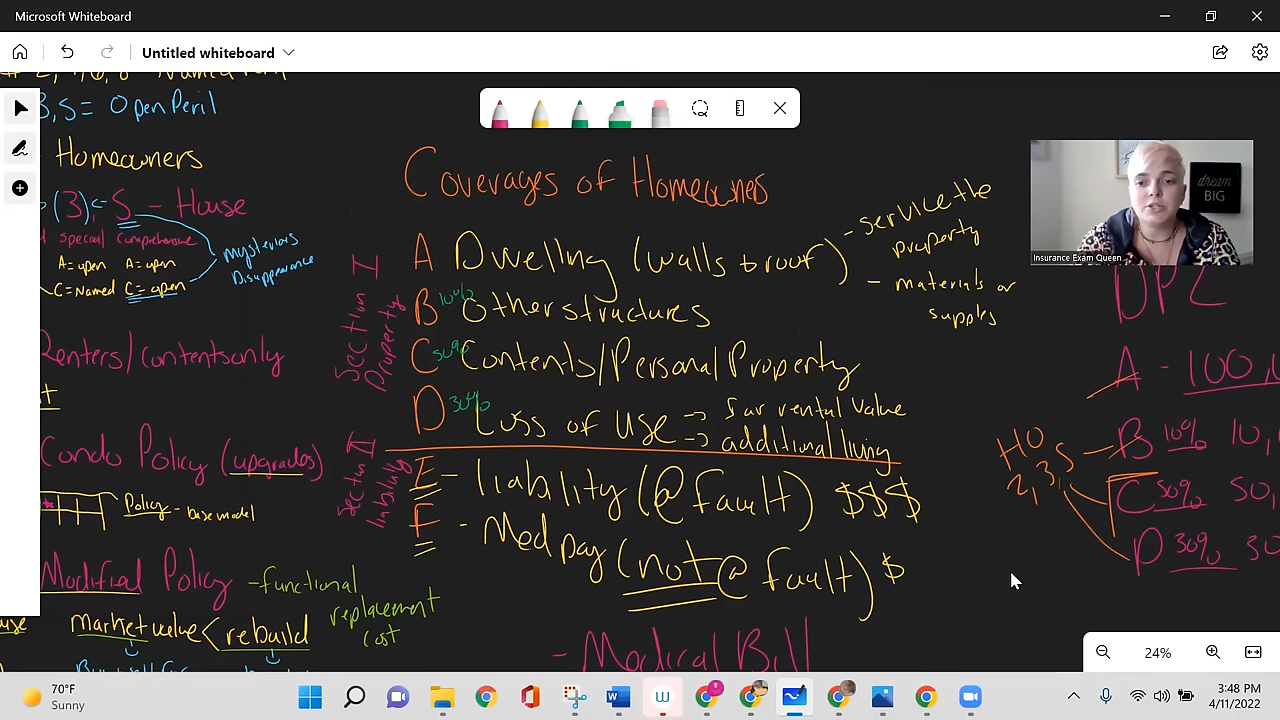 Microsoft Whiteboard
Untitled whiteboard
B, 5 = Open Peril
Homeowners
(3), 5 - House
special comprehensive
A = open A = open
C = Named C = open
mysterious
Disappearance
Renters/contents only
Condo Policy (upgrades)
Policy - base model
Modified Policy
- functional
replacement
cost
market value < rebuild
Coverages of Homeowners
Section I
Property
A Dwelling (walls & roof)
- service the
property
- materials or
supplies
B 10% Other structures
C 50% Contents/Personal Property
D 30% Loss of Use → fair rental value
→ additional living
Section II
liability
E - liability (@ fault) $$$
F - Med pay (not @ fault) $
- Medical Bill
dream
BIG
Insurance Exam Queen
A - 100,
HO
2, 3, 5
B 10% 10,
C 50% 50,
D 30% 30
24%
70°F
Sunny
3:48 PM
4/11/2022